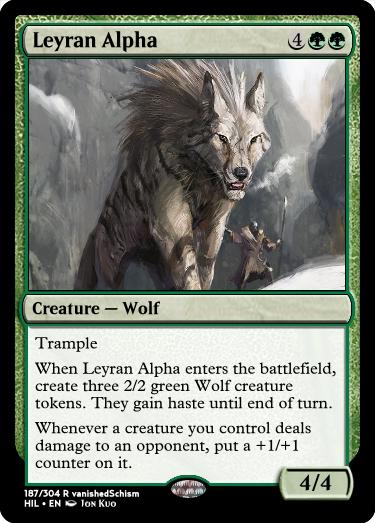 Leyran Alpha 4
Creature — Wolf
Trample
When Leyran Alpha enters the battlefield,
create three 2/2 green Wolf creature
tokens. They gain haste until end of turn.
Whenever a creature you control deals
damage to an opponent, put a +1/+1
counter on it.
4/4
187/304 R vanishedSchism
HIL • EN Jon Kuo